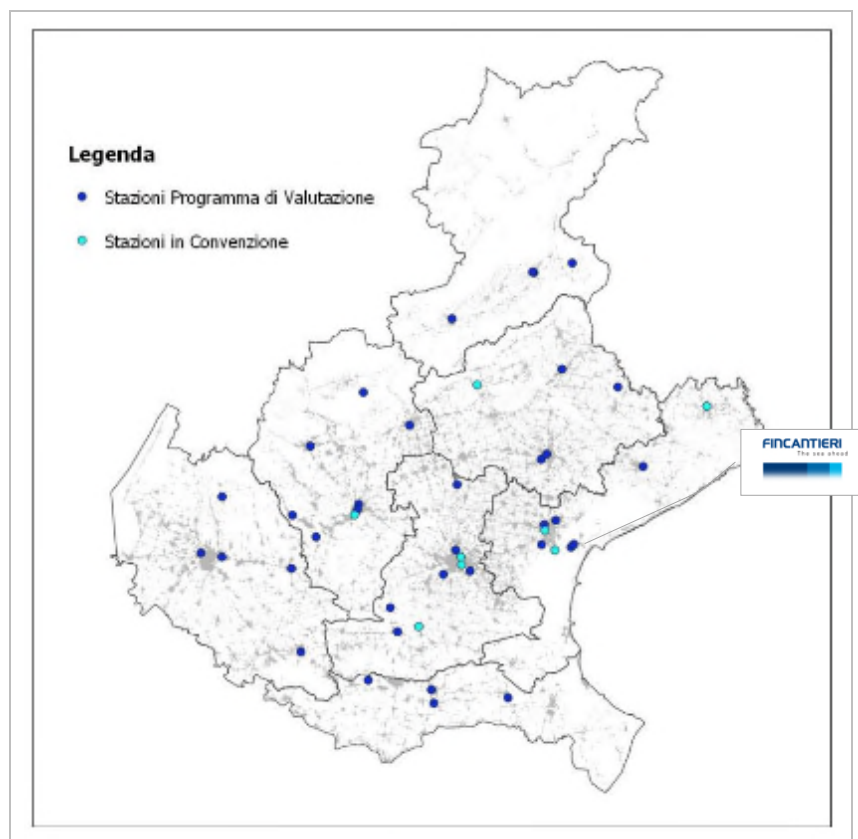 Legenda
Stazioni Programma di Valutazione
Stazioni in Convenzione
FINCANTIERI
The sea ahead